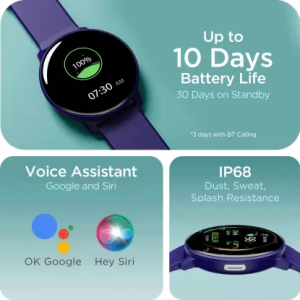 Up to
10 Days
Battery Life
30 Days on Standby
100%
07:30 AM
*3 days with BT Calling
Voice Assistant
Google and Siri
OK Google
Hey Siri
IP68
Dust, Sweat,
Splash Resistance